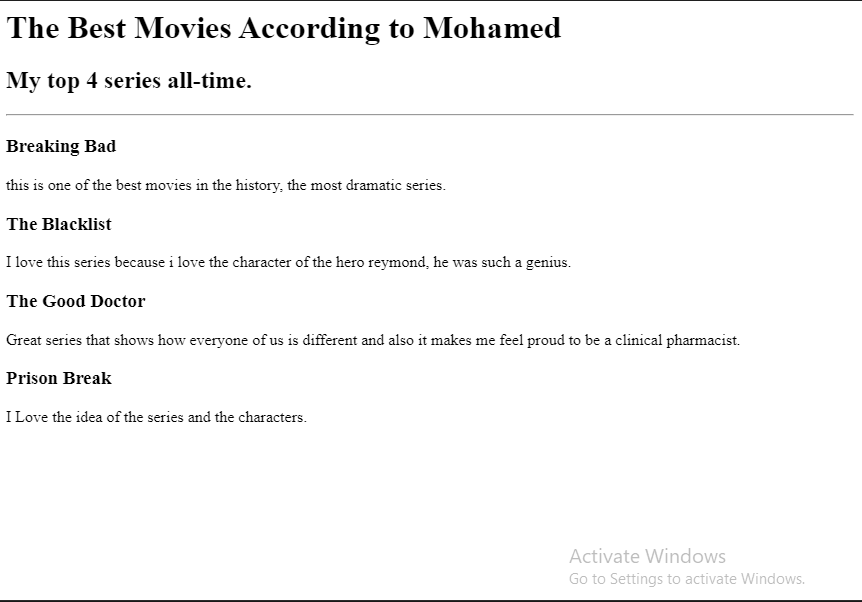 The Best Movies According to Mohamed
My top 4 series all-time.
Breaking Bad
this is one of the best movies in the history, the most dramatic series.
The Blacklist
I love this series because i love the character of the hero reymond, he was such a genius.
The Good Doctor
Great series that shows how everyone of us is different and also it makes me feel proud to be a clinical pharmacist.
Prison Break
I Love the idea of the series and the characters.
Activate Windows
Go to Settings to activate Windows.